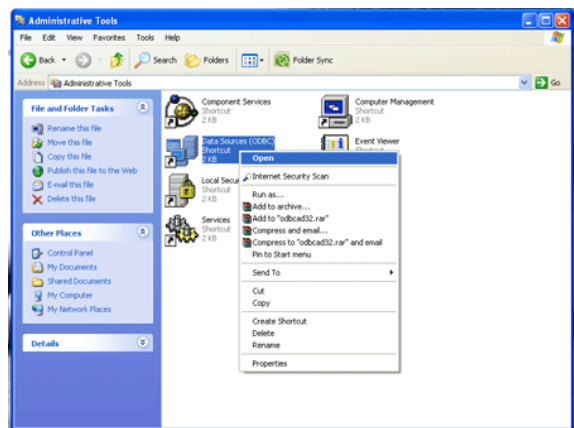 Administrative Tools
File Edit View Favorites Tools Help
Back Search Folders Folder Sync
Address Administrative Tools Go
File and Folder Tasks
Rename this file
Move this file
Copy this file
Publish this file to the Web
E-mail this file
Delete this file
Other Places
Control Panel
My Documents
Shared Documents
My Computer
My Network Places
Details
Component Services
Shortcut
2 KB
Computer Management
Shortcut
2 KB
Data Sources (ODBC)
Shortcut
2 KB
Event Viewer
Shortcut
Local Secu
Shortcut
2 KB
Services
Shortcut
2 KB
Open
Internet Security Scan
Run as...
Add to archive...
Add to "odbcad32.rar"
Compress and email...
Compress to "odbcad32.rar" and email
Pin to Start menu
Send To
Cut
Copy
Create Shortcut
Delete
Rename
Properties